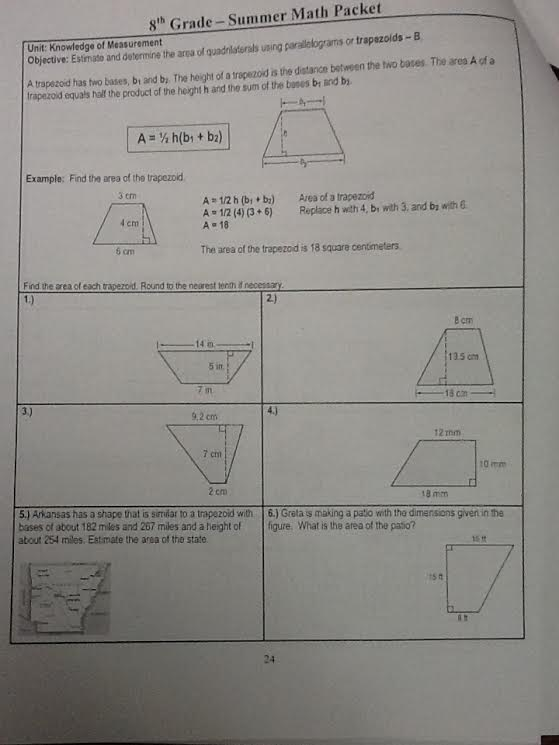 8th Grade – Summer Math Packet
Unit: Knowledge of Measurement
Objective: Estimate and determine the area of quadrilaterals using parallelograms or trapezoids – B.
A trapezoid has two bases, b1 and b2. The height of a trapezoid is the distance between the two bases. The area A of a
trapezoid equals half the product of the height h and the sum of the bases b1 and b2.
b1
A = ½ h(b1 + b2)
h
b2
Example: Find the area of the trapezoid.
3 cm
4 cm
6 cm
A = 1/2 h (b1 + b2) Area of a trapezoid
A = 1/2 (4) (3 + 6) Replace h with 4, b1 with 3, and b2 with 6.
A = 18
The area of the trapezoid is 18 square centimeters.
Find the area of each trapezoid. Round to the nearest tenth if necessary.
1.)
14 in.
5 in.
7 in.
2.)
8 cm
13.5 cm
18 cm
3.)
9.2 cm
7 cm
2 cm
4.)
12 mm
10 mm
18 mm
5.) Arkansas has a shape that is similar to a trapezoid with
bases of about 182 miles and 267 miles and a height of
about 254 miles. Estimate the area of the state.
6.) Greta is making a patio with the dimensions given in the
figure. What is the area of the patio?
15 ft
8 ft
24